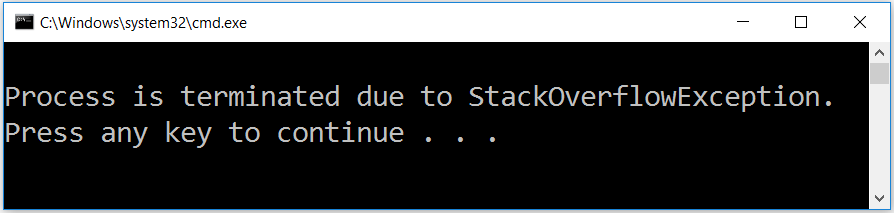 C:\Windows\system32\cmd.exe
Process is terminated due to StackOverflowException.
Press any key to continue . . .